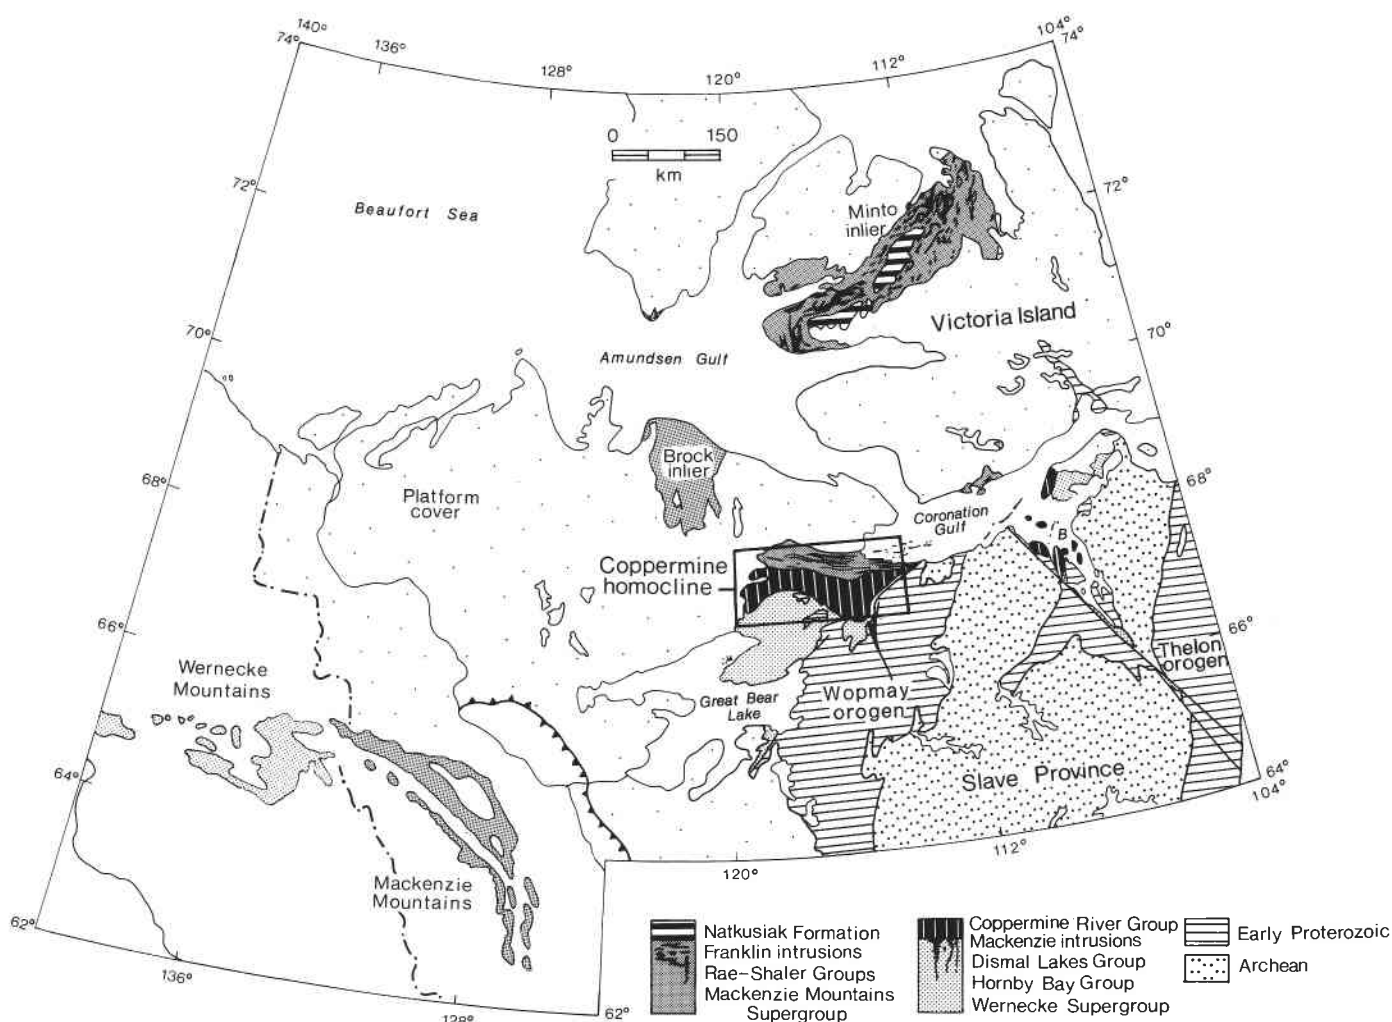 140°
74°
136°
128°
120°
112°
104°
74°
0 150
km
72°
72°
Beaufort Sea
Minto
inlier
Victoria Island
70°
70°
Amundsen Gulf
Brock
inlier
68°
68°
Platform
cover
Coronation
Gulf
B
Coppermine
homocline
66°
66°
Thelon
orogen
Wernecke
Mountains
Great Bear
Lake
Wopmay
orogen
64°
64°
104°
Slave Province
112°
120°
Mackenzie
Mountains
62°
136°
128°
62°
Natkusiak Formation
Franklin intrusions
Rae-Shaler Groups
Mackenzie Mountains
Supergroup
Coppermine River Group
Mackenzie intrusions
Dismal Lakes Group
Hornby Bay Group
Wernecke Supergroup
Early Proterozoic
Archean